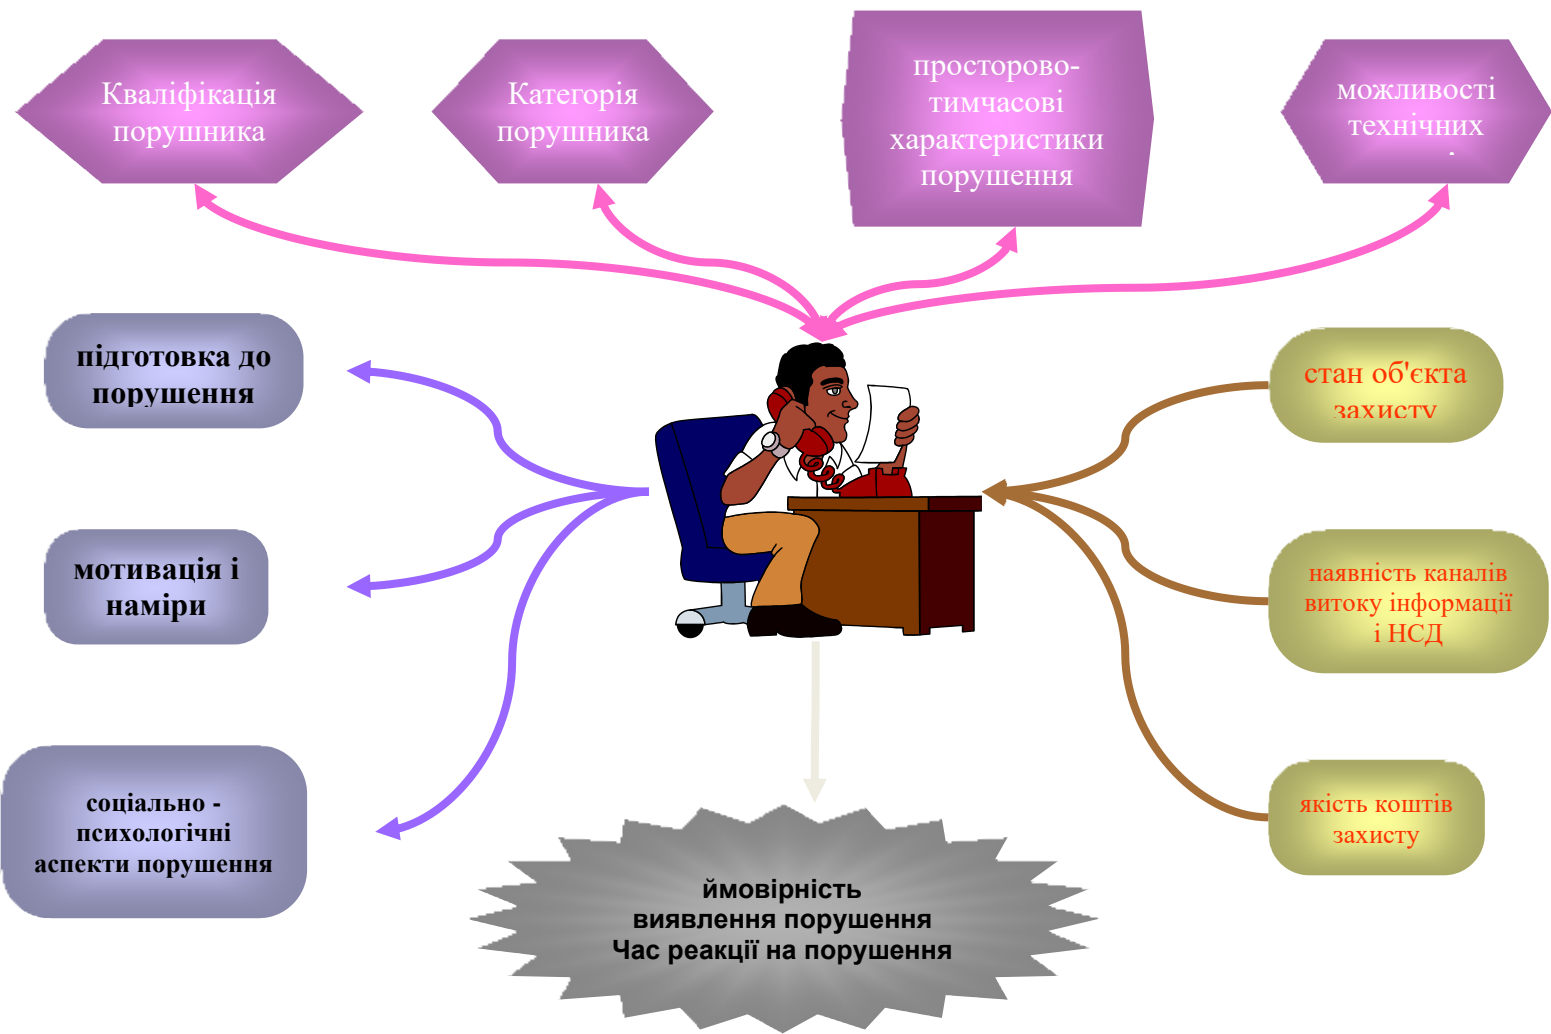 Кваліфікація
порушника
Категорія
порушника
просторово-
тимчасові
характеристики
порушення
можливості
технічних
підготовка до
порушення
стан об'єкта
захисту
мотивація і
наміри
наявність каналів
витоку інформації
і НСД
соціально -
психологічні
аспекти порушення
якість коштів
захисту
ймовірність
виявлення порушення
Час реакції на порушення